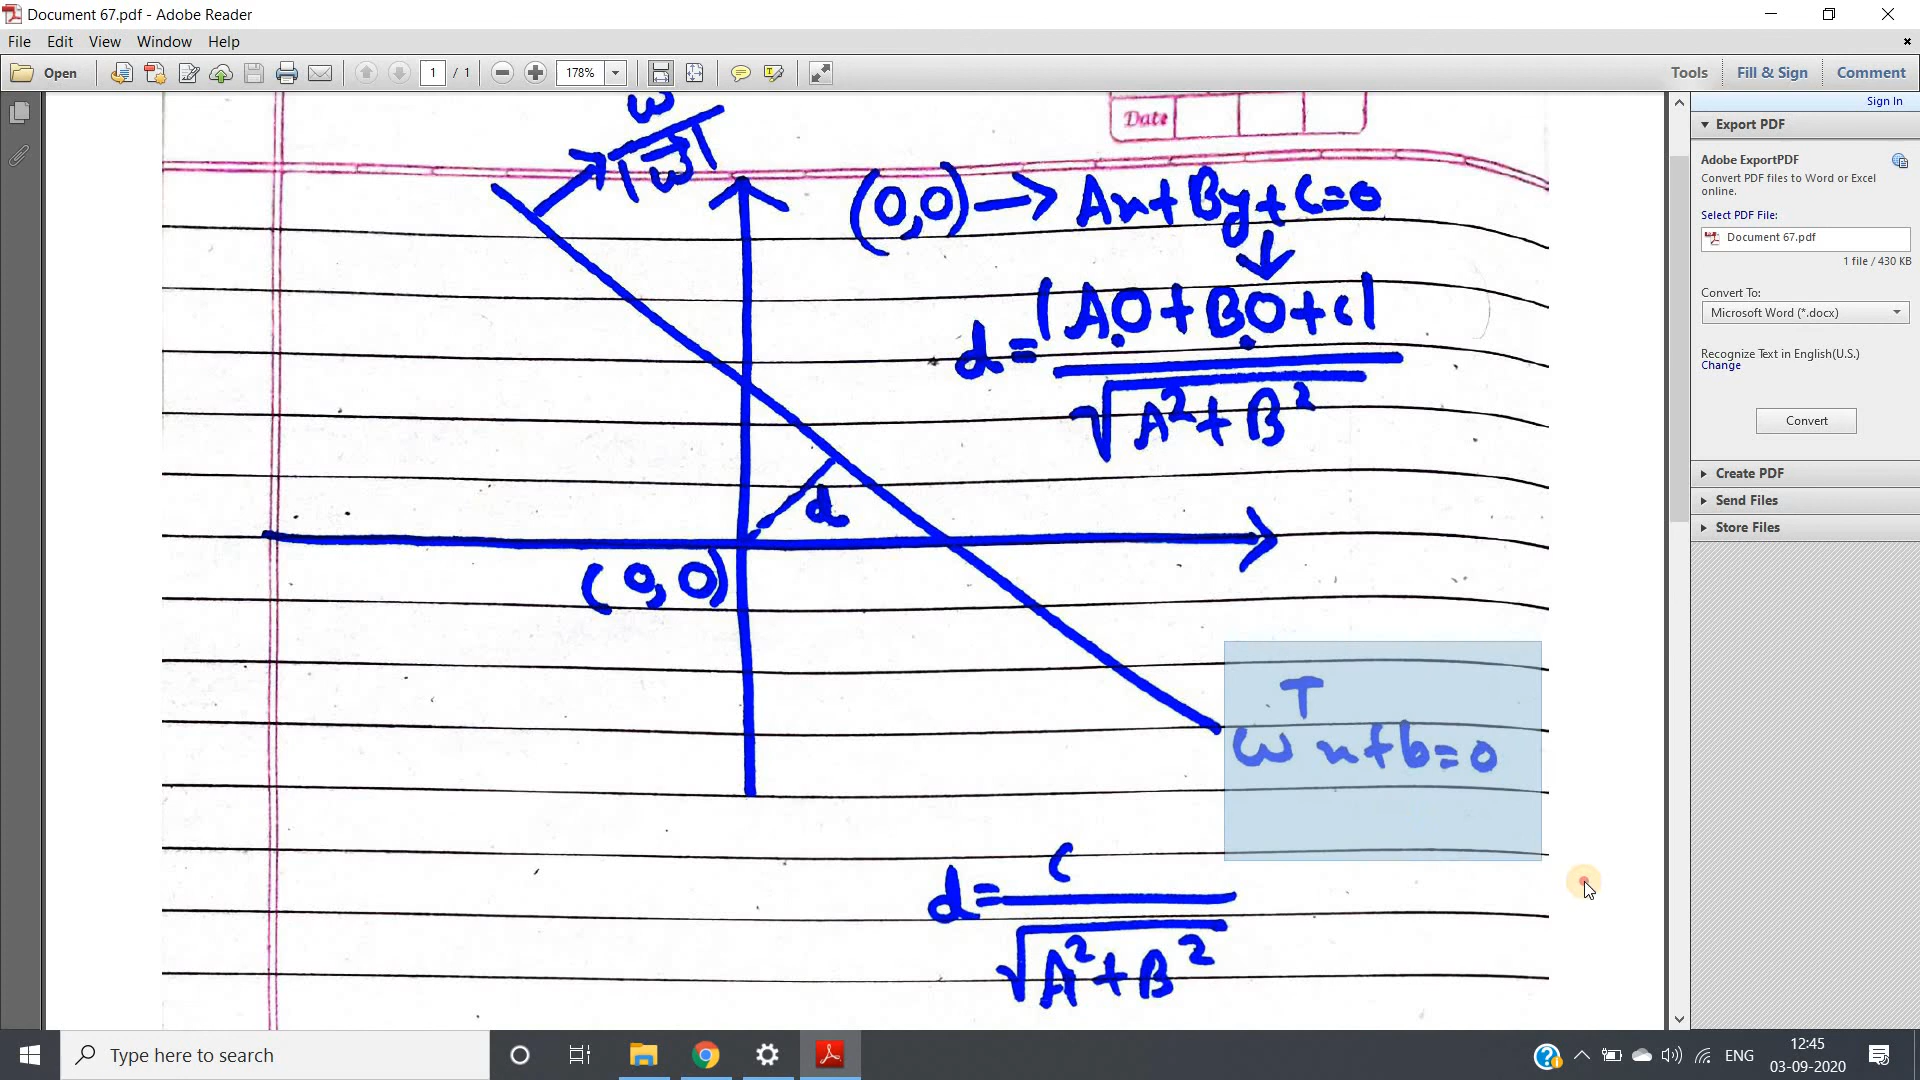 Document 67.pdf - Adobe Reader
File Edit View Window Help
Open 1 / 1 178% Tools Fill & Sign Comment
Sign In
Export PDF
Adobe ExportPDF
Convert PDF files to Word or Excel
online.
Select PDF File:
Document 67.pdf
1 file / 430 KB
Convert To:
Microsoft Word (*.docx)
Recognize Text in English(U.S.)
Change
Convert
Create PDF
Send Files
Store Files
Date
w
|w|
(0,0) → Ax+By+C=0
d=|A.0+B.0+C|
√A²+B²
d
(0,0)
wᵀx+b=0
d= C
√A²+B²
Type here to search
ENG
12:45
03-09-2020